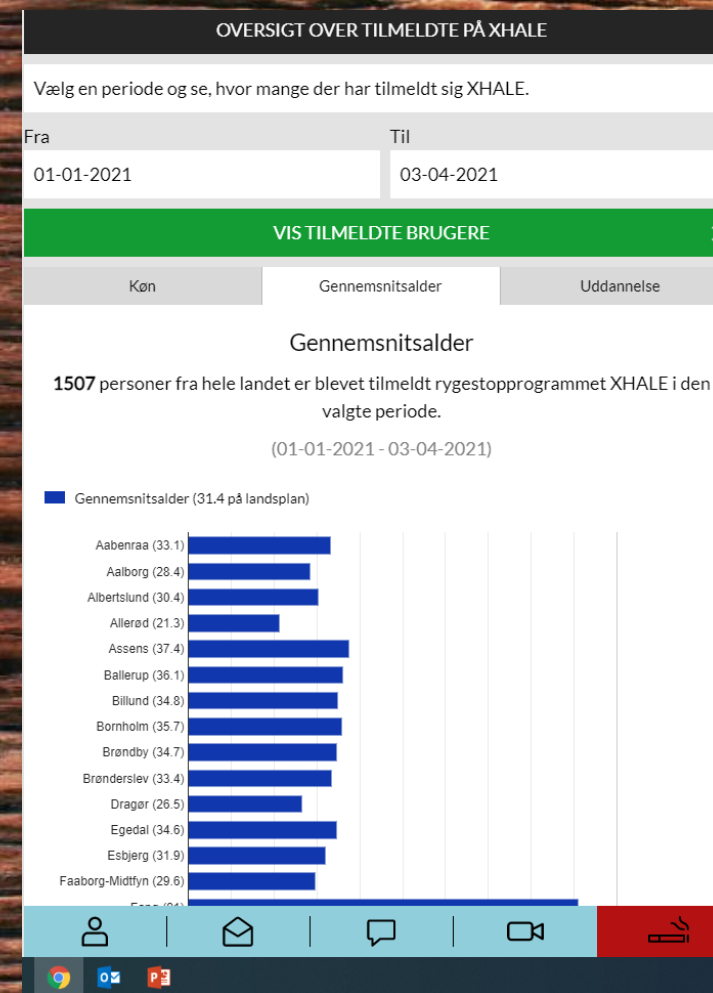 OVERSIGT OVER TILMELDTE PÅ XHALE
Vælg en periode og se, hvor mange der har tilmeldt sig XHALE.
Fra
Til
01-01-2021
03-04-2021
VIS TILMELDTE BRUGERE
Køn
Gennemsnitsalder
Uddannelse
Gennemsnitsalder
1507 personer fra hele landet er blevet tilmeldt rygestopprogrammet XHALE i den
valgte periode.
(01-01-2021 - 03-04-2021)
Gennemsnitsalder (31.4 på landsplan)
Aabenraa (33.1)
Aalborg (28.4)
Albertslund (30.4)
Allerød (21.3)
Assens (37.4)
Ballerup (36.1)
Billund (34.8)
Bornholm (35.7)
Brøndby (34.7)
Brønderslev (33.4)
Dragør (26.5)
Egedal (34.6)
Esbjerg (31.9)
Faaborg-Midtfyn (29.6)